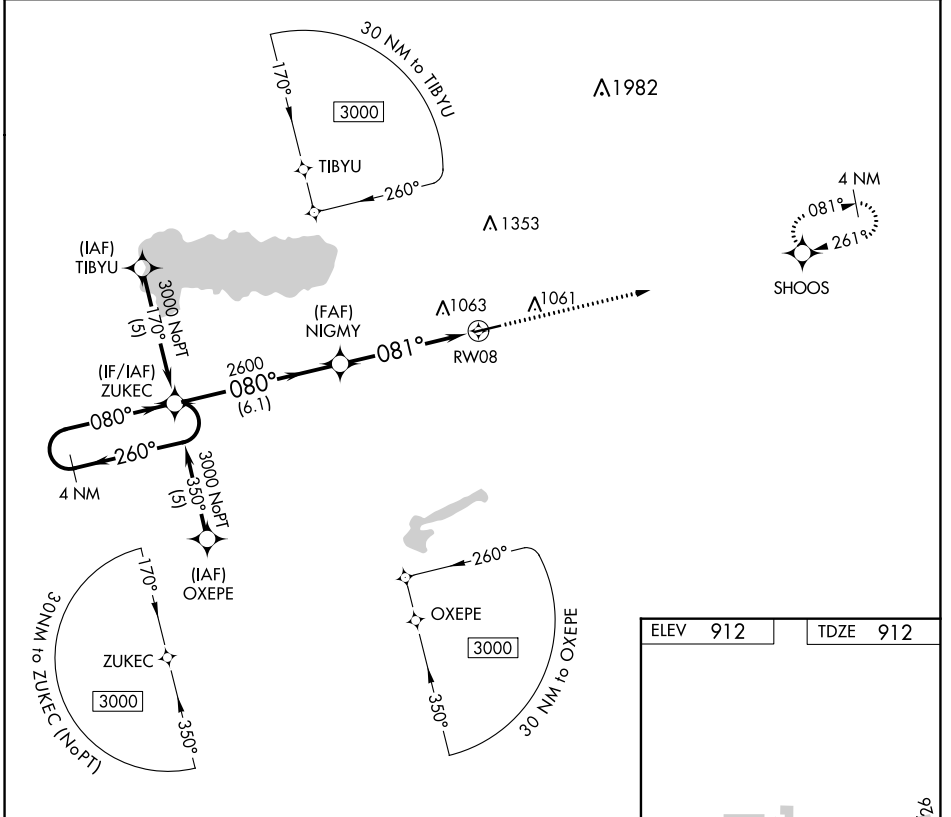 30 NM to TIBYU
170°
3000
TIBYU
260°
1982
1353
4 NM
081°
261°
SHOOS
(IAF)
TIBYU
3000 NoPT
170°
(5)
(FAF)
NIGMY
1063
1061
081°
RW08
(IF/IAF)
ZUKEC
2600
080°
(6.1)
080°
260°
4 NM
3000 NoPT
350°
(5)
(IAF)
OXEPE
170°
ZUKEC
3000
350°
30NM to ZUKEC (NoPT)
260°
OXEPE
3000
350°
30 NM to OXEPE
ELEV 912
TDZE 912
26